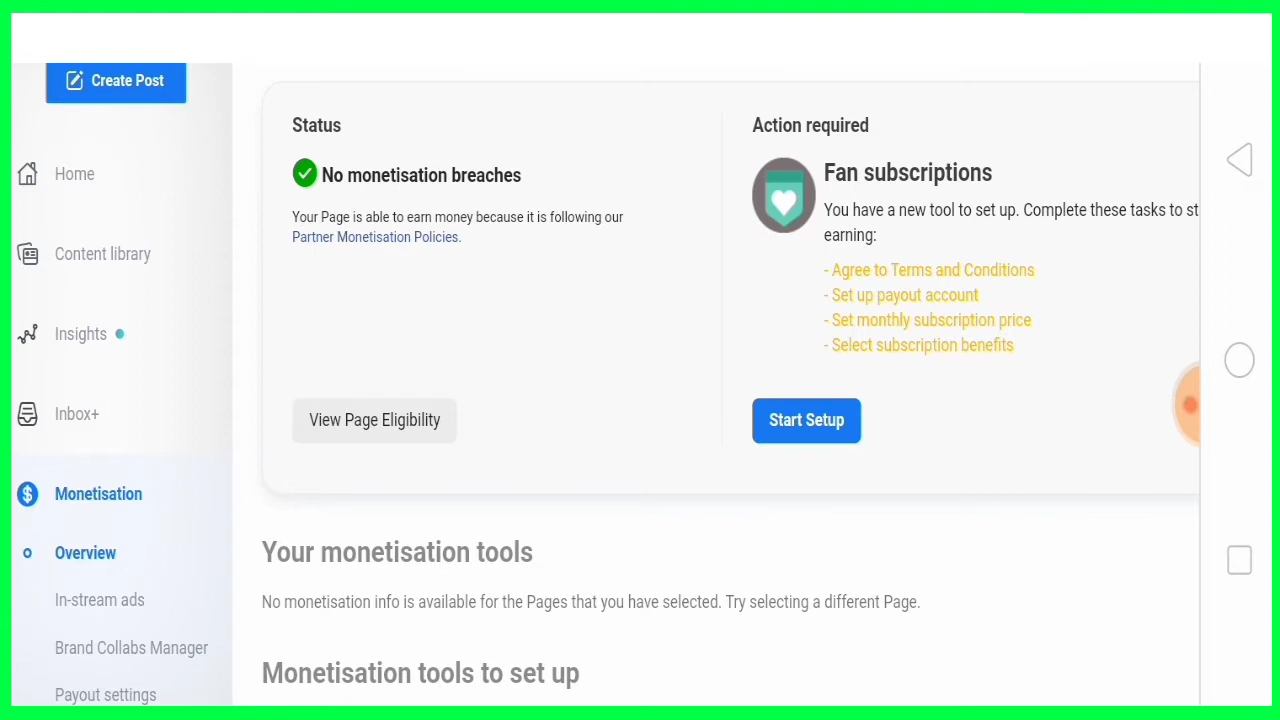 Create Post
Home
Content library
Insights
Inbox+
Monetisation
Overview
In-stream ads
Brand Collabs Manager
Payout settings
Status
No monetisation breaches
Your Page is able to earn money because it is following our
Partner Monetisation Policies.
View Page Eligibility
Action required
Fan subscriptions
You have a new tool to set up. Complete these tasks to st
earning:
- Agree to Terms and Conditions
- Set up payout account
- Set monthly subscription price
- Select subscription benefits
Start Setup
Your monetisation tools
No monetisation info is available for the Pages that you have selected. Try selecting a different Page.
Monetisation tools to set up